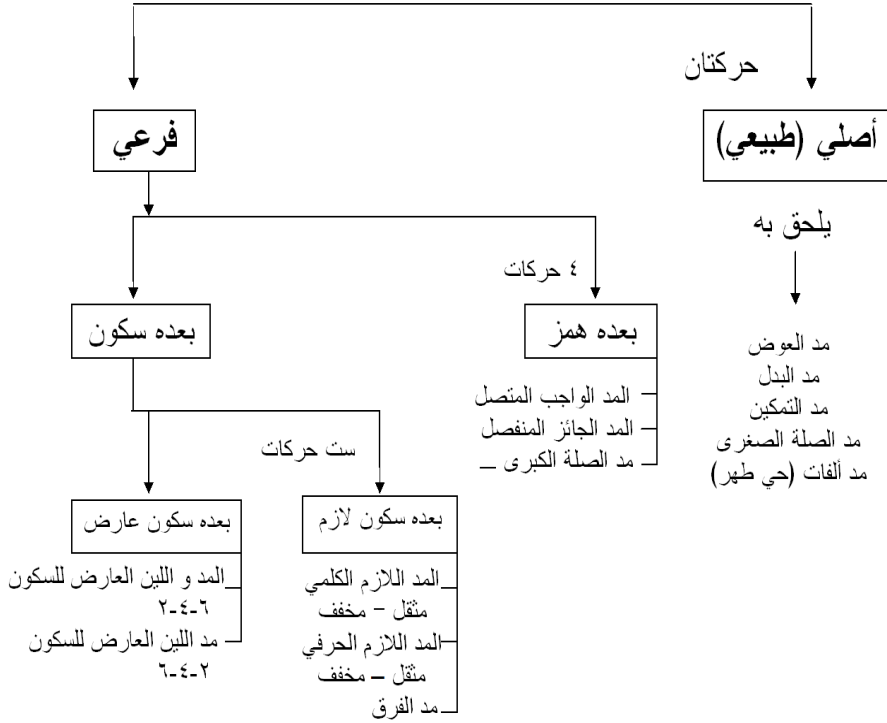 حركتان
أصلي (طبيعي)
يلحق به
مد العوض
مد البدل
مد التمكين
مد الصلة الصغرى
مد ألفات (حي طهر)
فرعي
٤ حركات
بعده همز
المد الواجب المتصل
المد الجائز المنفصل
مد الصلة الكبرى
بعده سكون
ست حركات
بعده سكون لازم
المد اللازم الكلمي
مثقل - مخفف
المد اللازم الحرفي
مثقل – مخفف
مد الفرق
بعده سكون عارض
المد و اللين العارض للسكون
٢-٤-٦
مد اللين العارض للسكون
٦-٤-٢